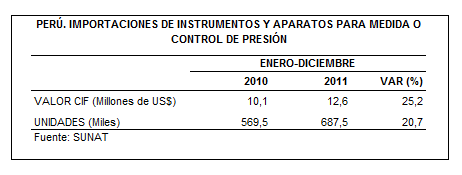 PERÚ. IMPORTACIONES DE INSTRUMENTOS Y APARATOS PARA MEDIDA O
CONTROL DE PRESIÓN
ENERO-DICIEMBRE
2010 2011 VAR (%)
VALOR CIF (Millones de US$) 10,1 12,6 25,2
UNIDADES (Miles) 569,5 687,5 20,7
Fuente: SUNAT